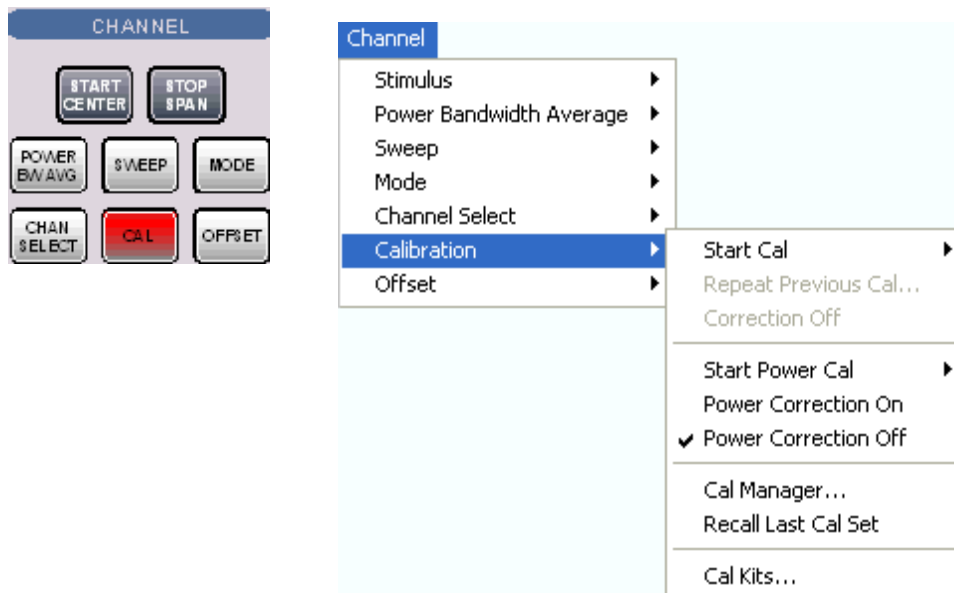 CHANNEL
START CENTER
STOP SPAN
POWER BW AVG
SWEEP
MODE
CHAN SELECT
CAL
OFFSET
Channel
Stimulus
Power Bandwidth Average
Sweep
Mode
Channel Select
Calibration
Offset
Start Cal
Repeat Previous Cal...
Correction Off
Start Power Cal
Power Correction On
Power Correction Off
Cal Manager...
Recall Last Cal Set
Cal Kits...